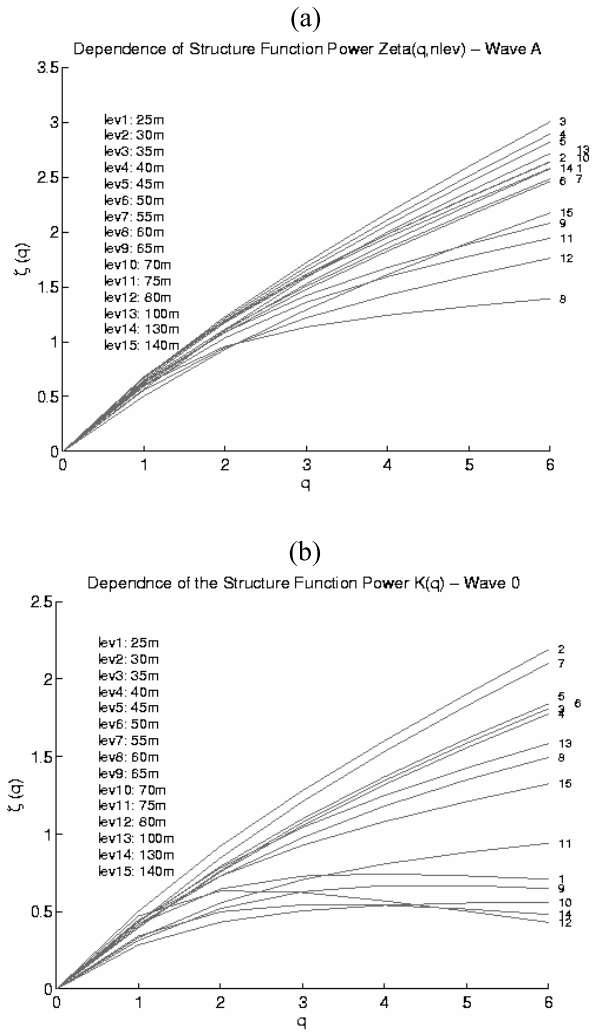 (a)
Dependence of Structure Function Power Zeta(q,nlev) – Wave A
3.5
3
2.5
2
1.5
1
0.5
0
ζ (q)
lev1: 25m
lev2: 30m
lev3: 35m
lev4: 40m
lev5: 45m
lev6: 50m
lev7: 55m
lev8: 60m
lev9: 65m
lev10: 70m
lev11: 75m
lev12: 80m
lev13: 100m
lev14: 130m
lev15: 140m
3
4
5
13
2 10
14 1
6 7
15
9
11
12
8
0 1 2 3 4 5 6
q
(b)
Dependnce of the Structure Function Power K(q) – Wave 0
2.5
2
1.5
1
0.5
0
ζ (q)
lev1: 25m
lev2: 30m
lev3: 35m
lev4: 40m
lev5: 45m
lev6: 50m
lev7: 55m
lev8: 60m
lev9: 65m
lev10: 70m
lev11: 75m
lev12: 80m
lev13: 100m
lev14: 130m
lev15: 140m
2
7
5 6
3
4
13
8
15
11
1
9
10
14
12
0 1 2 3 4 5 6
q